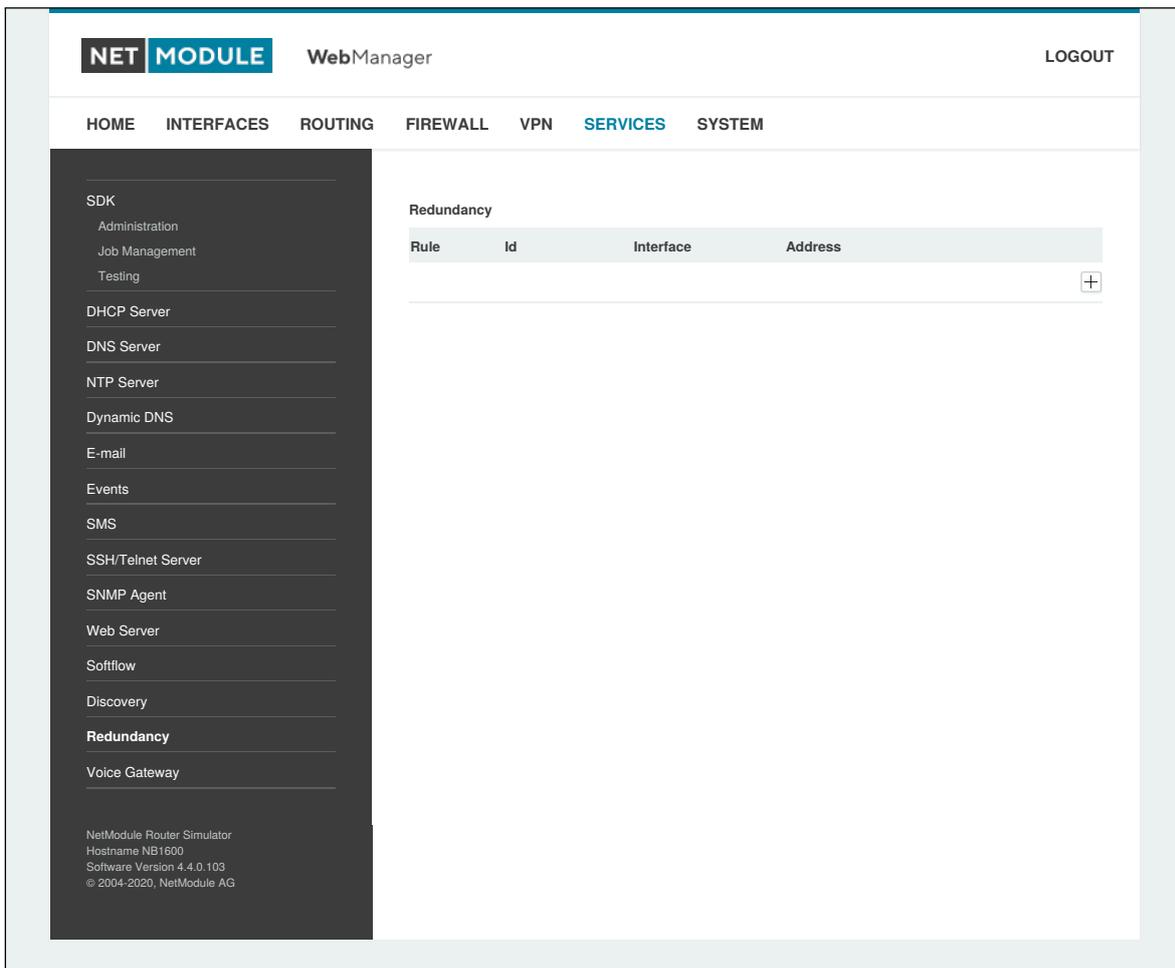 NET MODULE WebManager LOGOUT
HOME INTERFACES ROUTING FIREWALL VPN SERVICES SYSTEM
SDK
Administration
Job Management
Testing
DHCP Server
DNS Server
NTP Server
Dynamic DNS
E-mail
Events
SMS
SSH/Telnet Server
SNMP Agent
Web Server
Softflow
Discovery
Redundancy
Voice Gateway
NetModule Router Simulator
Hostname NB1600
Software Version 4.4.0.103
© 2004-2020, NetModule AG
Redundancy
Rule Id Interface Address